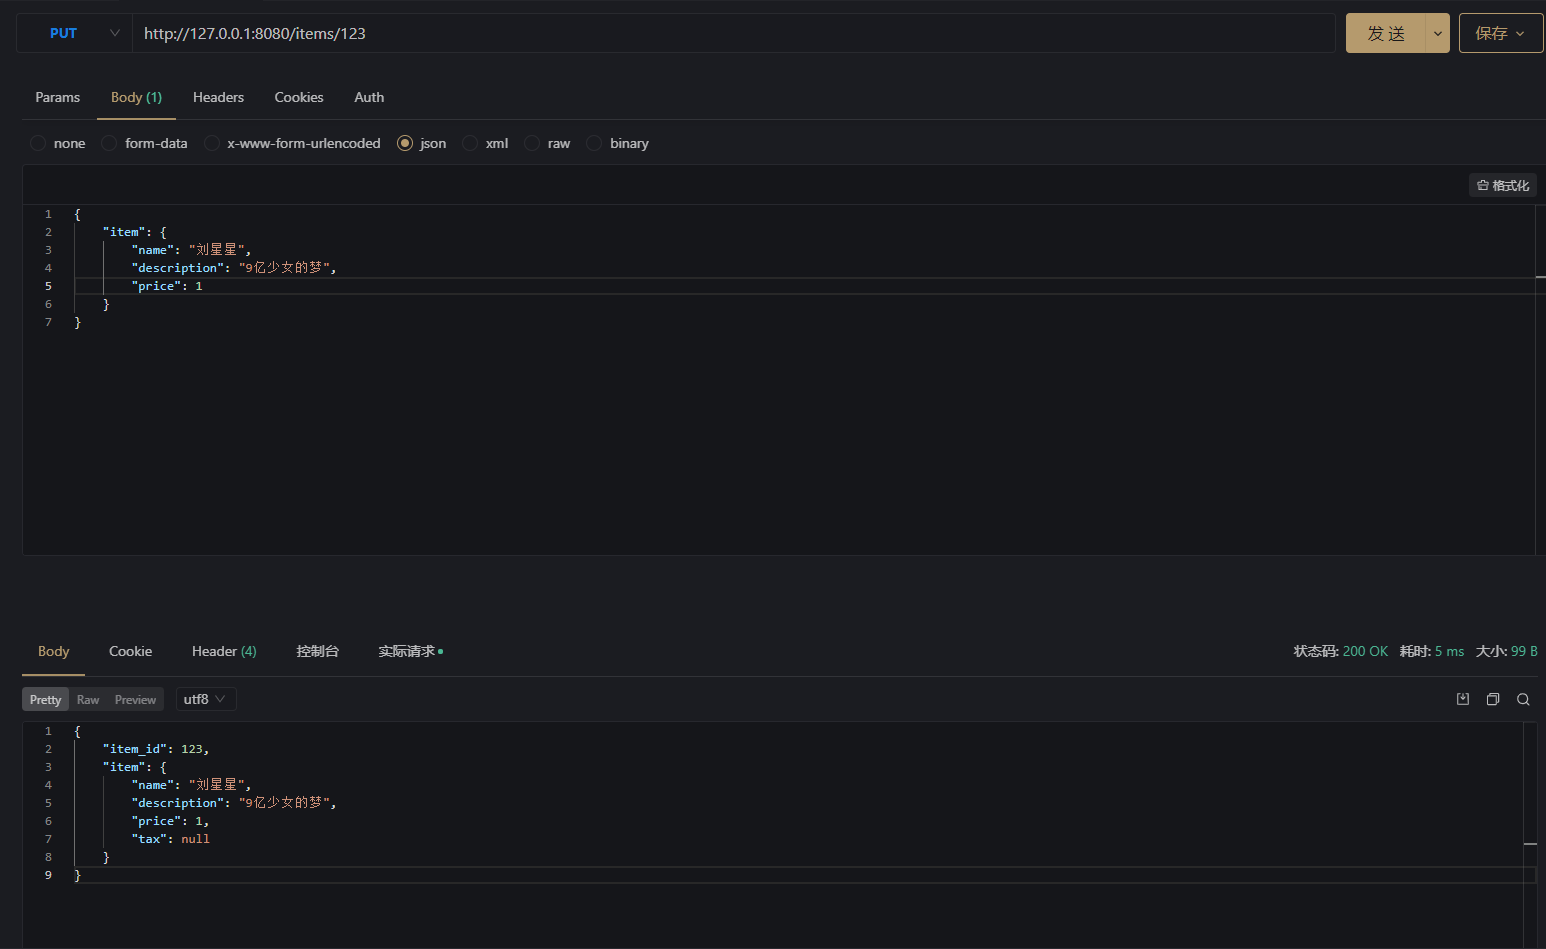 PUT http://127.0.0.1:8080/items/123 发 送 保存
Params Body (1) Headers Cookies Auth
none form-data x-www-form-urlencoded json xml raw binary
格式化
1 {
2 "item": {
3 "name": "刘星星",
4 "description": "9亿少女的梦",
5 "price": 1
6 }
7 }
Body Cookie Header (4) 控制台 实际请求 状态码: 200 OK 耗时: 5 ms 大小: 99 B
Pretty Raw Preview utf8
1 {
2 "item_id": 123,
3 "item": {
4 "name": "刘星星",
5 "description": "9亿少女的梦",
6 "price": 1,
7 "tax": null
8 }
9 }